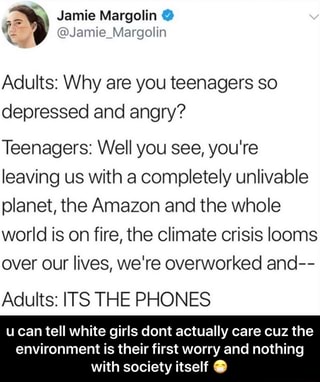 Jamie Margolin
@Jamie_Margolin
Adults: Why are you teenagers so
depressed and angry?
Teenagers: Well you see, you're
leaving us with a completely unlivable
planet, the Amazon and the whole
world is on fire, the climate crisis looms
over our lives, we're overworked and--
Adults: ITS THE PHONES
u can tell white girls dont actually care cuz the
environment is their first worry and nothing
with society itself 😁